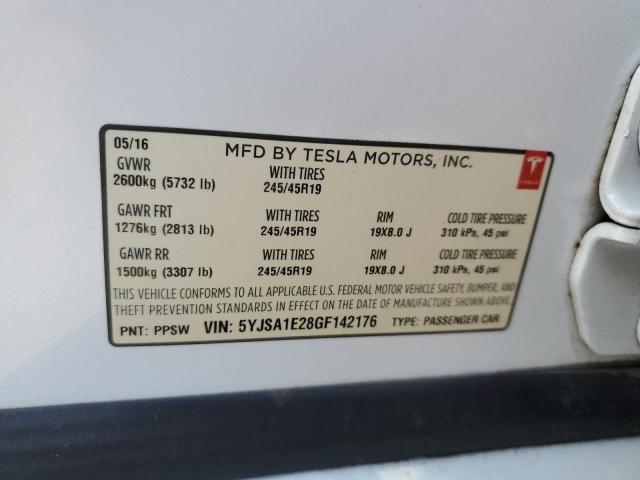 05/16 MFD BY TESLA MOTORS, INC.
GVWR WITH TIRES
2600kg (5732 lb) 245/45R19
TESLA
GAWR FRT WITH TIRES RIM COLD TIRE PRESSURE
1276kg (2813 lb) 245/45R19 19X8.0 J 310 kPa, 45 psi
GAWR RR WITH TIRES RIM COLD TIRE PRESSURE
1500kg (3307 lb) 245/45R19 19X8.0 J 310 kPa, 45 psi
THIS VEHICLE CONFORMS TO ALL APPLICABLE U.S. FEDERAL MOTOR VEHICLE SAFETY, BUMPER, AND
THEFT PREVENTION STANDARDS IN EFFECT ON THE DATE OF MANUFACTURE SHOWN ABOVE.
PNT: PPSW VIN: 5YJSA1E28GF142176 TYPE: PASSENGER CAR